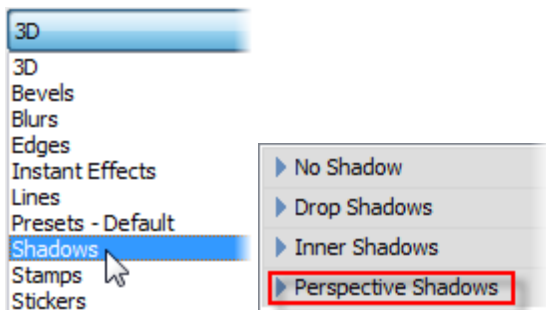 3D
3D
Bevels
Blurs
Edges
Instant Effects
Lines
Presets - Default
Shadows
Stamps
Stickers
No Shadow
Drop Shadows
Inner Shadows
Perspective Shadows